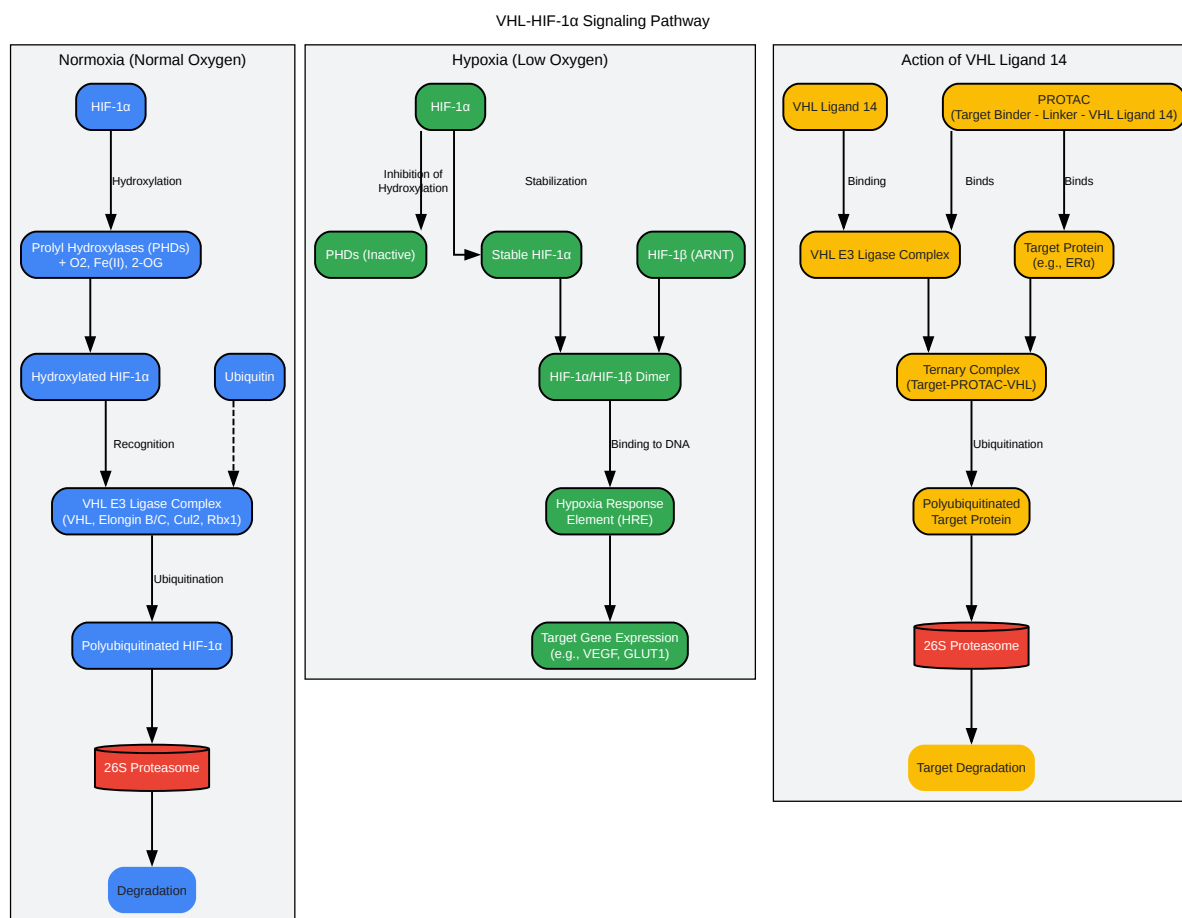 VHL-HIF-1α Signaling Pathway
Normoxia (Normal Oxygen)
HIF-1α
Hydroxylation
Prolyl Hydroxylases (PHDs)
+ O2, Fe(II), 2-OG
Hydroxylated HIF-1α
Ubiquitin
Recognition
VHL E3 Ligase Complex
(VHL, Elongin B/C, Cul2, Rbx1)
Ubiquitination
Polyubiquitinated HIF-1α
26S Proteasome
Degradation
Hypoxia (Low Oxygen)
HIF-1α
Inhibition of
Hydroxylation
Stabilization
PHDs (Inactive)
Stable HIF-1α
HIF-1β (ARNT)
HIF-1α/HIF-1β Dimer
Binding to DNA
Hypoxia Response
Element (HRE)
Target Gene Expression
(e.g., VEGF, GLUT1)
Action of VHL Ligand 14
VHL Ligand 14
PROTAC
(Target Binder - Linker - VHL Ligand 14)
Binding
Binds
Binds
VHL E3 Ligase Complex
Target Protein
(e.g., ERα)
Ternary Complex
(Target-PROTAC-VHL)
Ubiquitination
Polyubiquitinated
Target Protein
26S Proteasome
Target Degradation